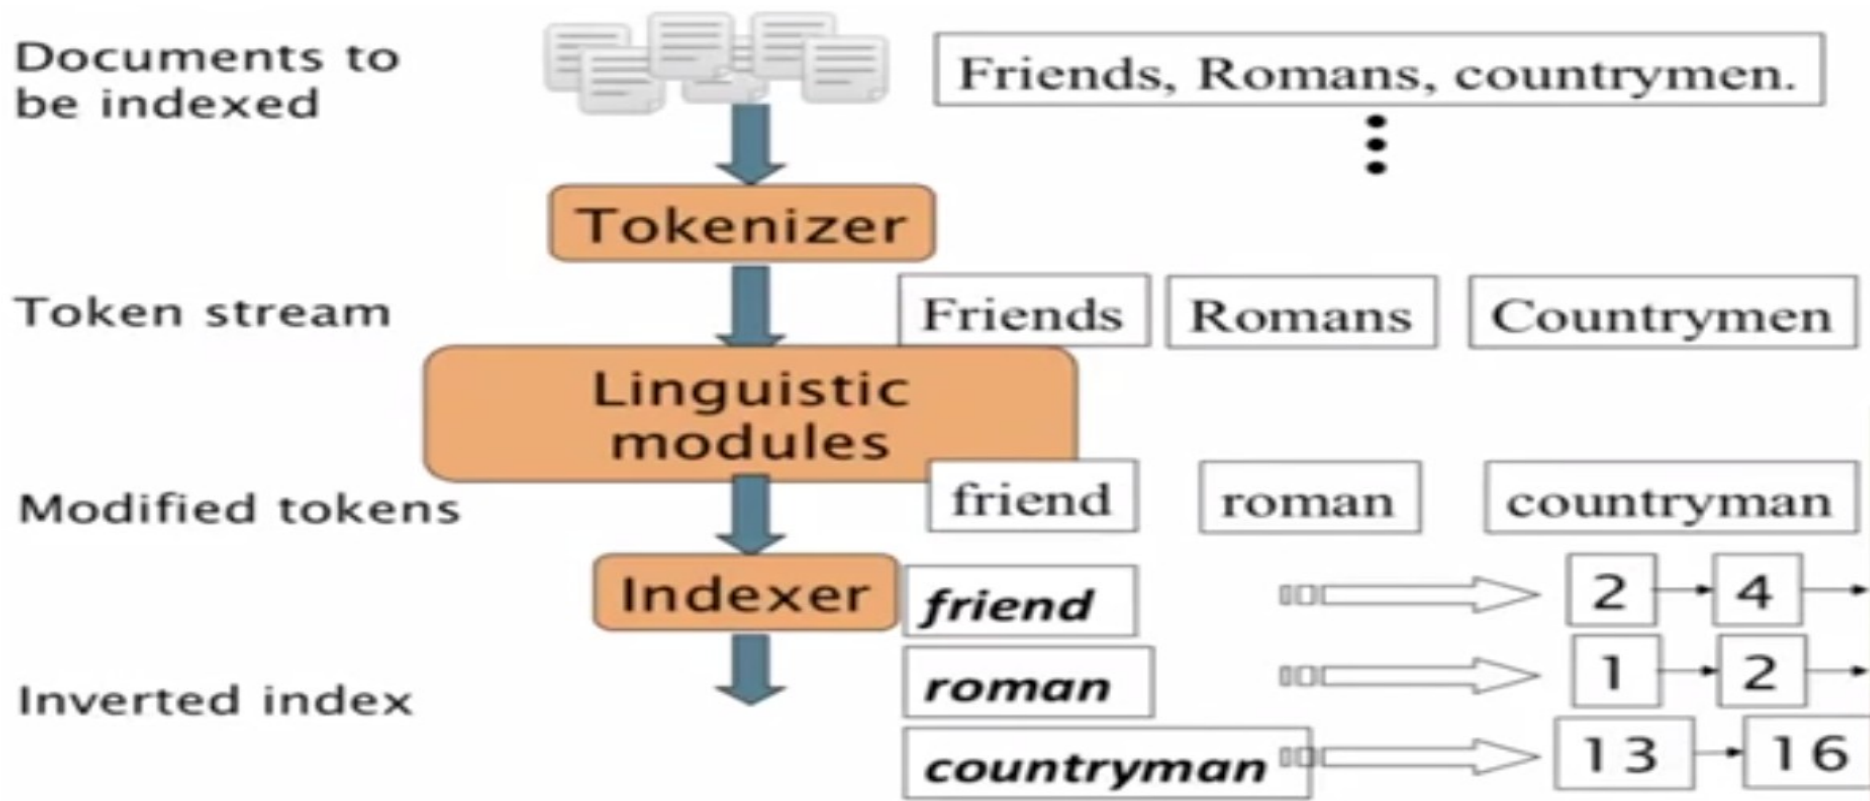 Documents to
be indexed
Friends, Romans, countrymen.
Tokenizer
Token stream
Friends Romans Countrymen
Linguistic
modules
Modified tokens
friend roman countryman
Indexer
friend 2 4
roman 1 2
Inverted index
countryman 13 16